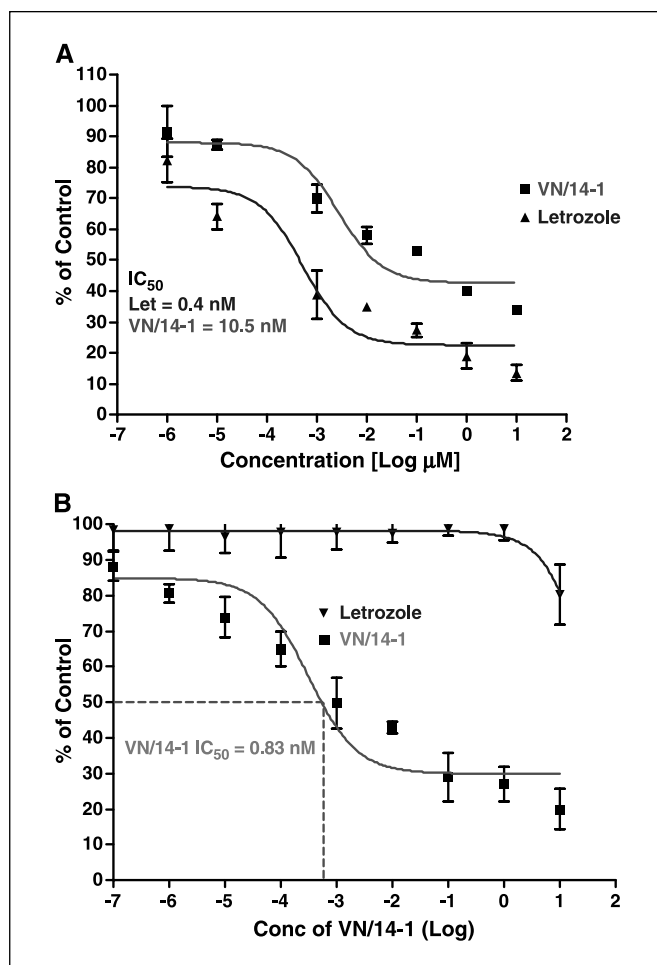 A
110
100
90
80
70
60
50
40
30
20
10
0
% of Control
VN/14-1
Letrozole
IC50
Let = 0.4 nM
VN/14-1 = 10.5 nM
-7 -6 -5 -4 -3 -2 -1 0 1 2
Concentration [Log μM]
B
100
90
80
70
60
50
40
30
20
10
0
% of Control
Letrozole
VN/14-1
VN/14-1 IC50 = 0.83 nM
-7 -6 -5 -4 -3 -2 -1 0 1 2
Conc of VN/14-1 (Log)